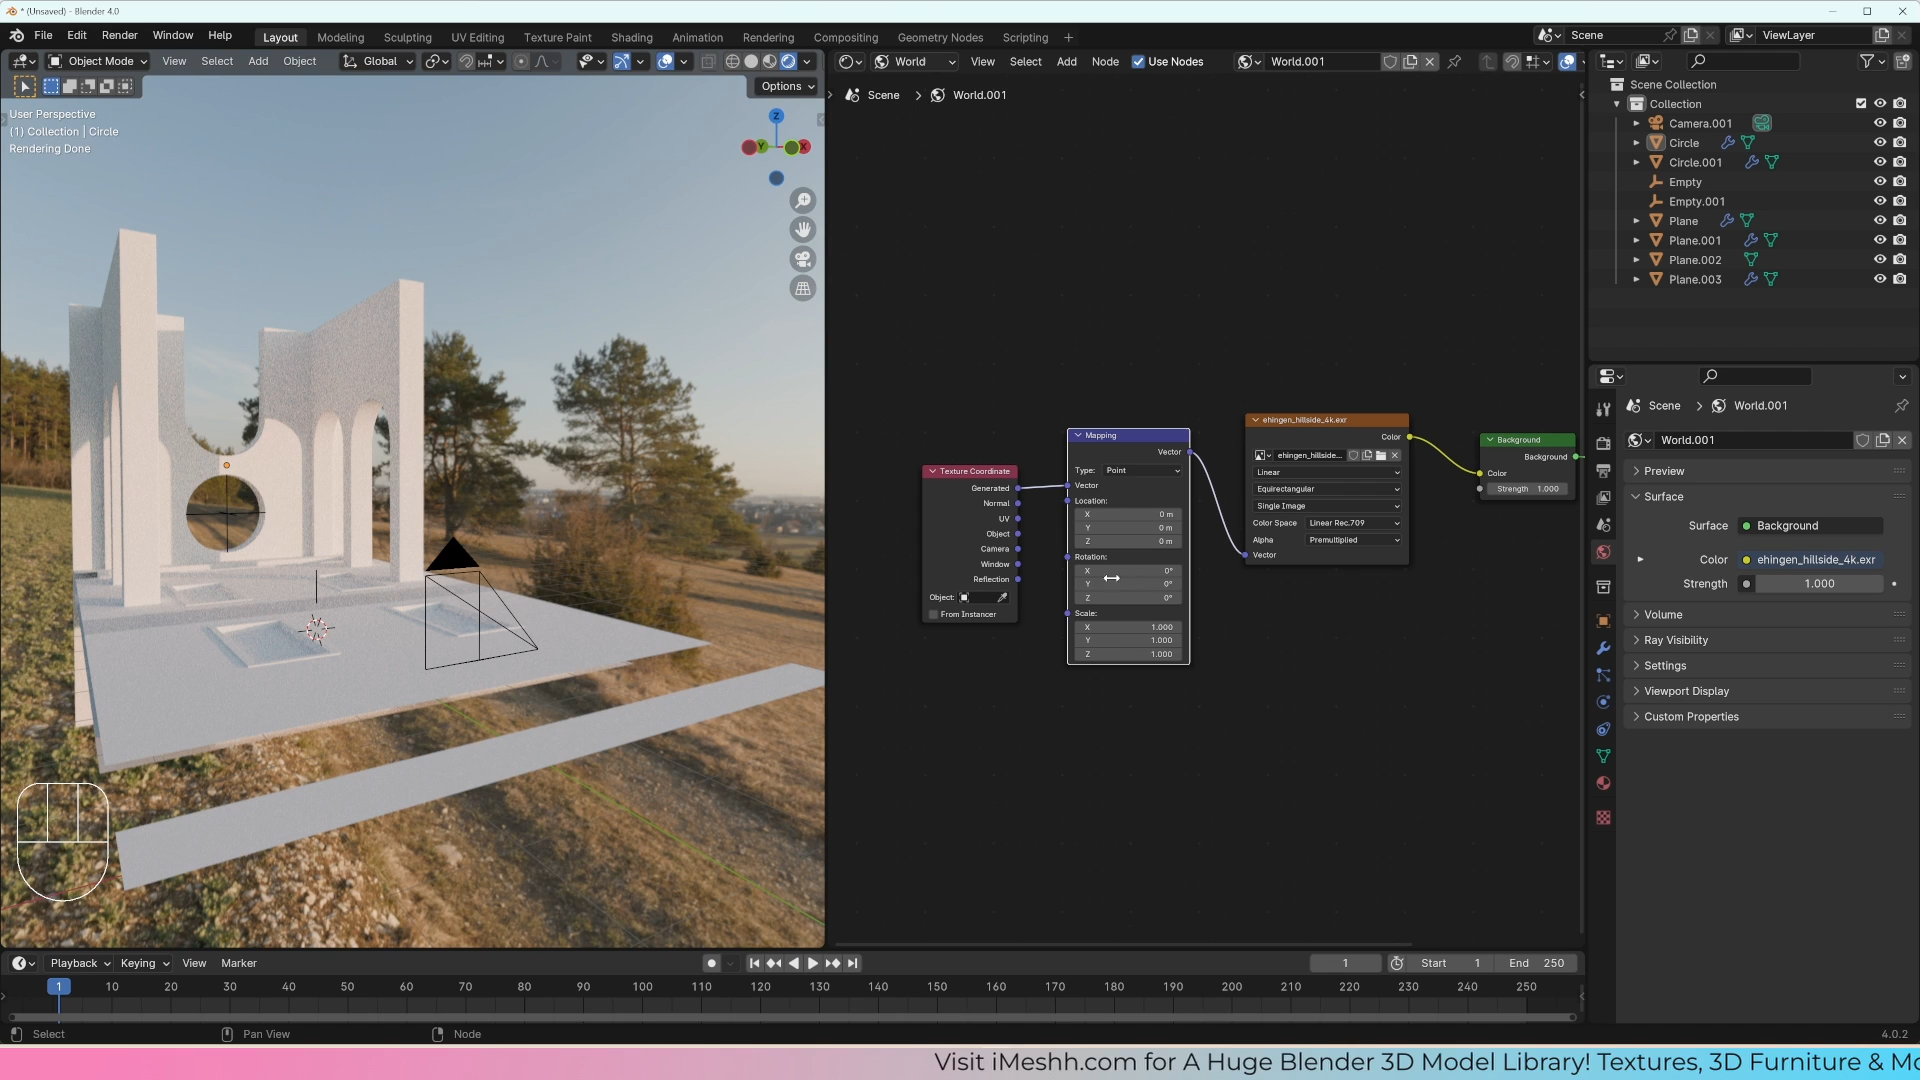 * (Unsaved) - Blender 4.0
File Edit Render Window Help Layout Modeling Sculpting UV Editing Texture Paint Shading Animation Rendering Compositing Geometry Nodes Scripting + Scene ViewLayer
Object Mode View Select Add Object Global
Options
User Perspective
(1) Collection | Circle
Rendering Done
Z
Y
X
World View Select Add Node Use Nodes World.001
Scene > World.001
Texture Coordinate
Generated
Normal
UV
Object
Camera
Window
Reflection
Object:
From Instancer
Mapping
Vector
Type: Point
Vector
Location:
X 0 m
Y 0 m
Z 0 m
Rotation:
X 0°
Y 0°
Z 0°
Scale:
X 1.000
Y 1.000
Z 1.000
ehingen_hillside_4k.exr
Color
ehingen_hillside...
Linear
Equirectangular
Single Image
Color Space Linear Rec.709
Alpha Premultiplied
Vector
Background
Background
Color
Strength 1.000
Scene Collection
Collection
Camera.001
Circle
Circle.001
Empty
Empty.001
Plane
Plane.001
Plane.002
Plane.003
Scene > World.001
World.001
Preview
Surface
Surface Background
Color ehingen_hillside_4k.exr
Strength 1.000
Volume
Ray Visibility
Settings
Viewport Display
Custom Properties
Playback Keying View Marker 1 Start 1 End 250
1 10 20 30 40 50 60 70 80 90 100 110 120 130 140 150 160 170 180 190 200 210 220 230 240 250
Select Pan View Node 4.0.2
Visit iMeshh.com for A Huge Blender 3D Model Library! Textures, 3D Furniture & Mo